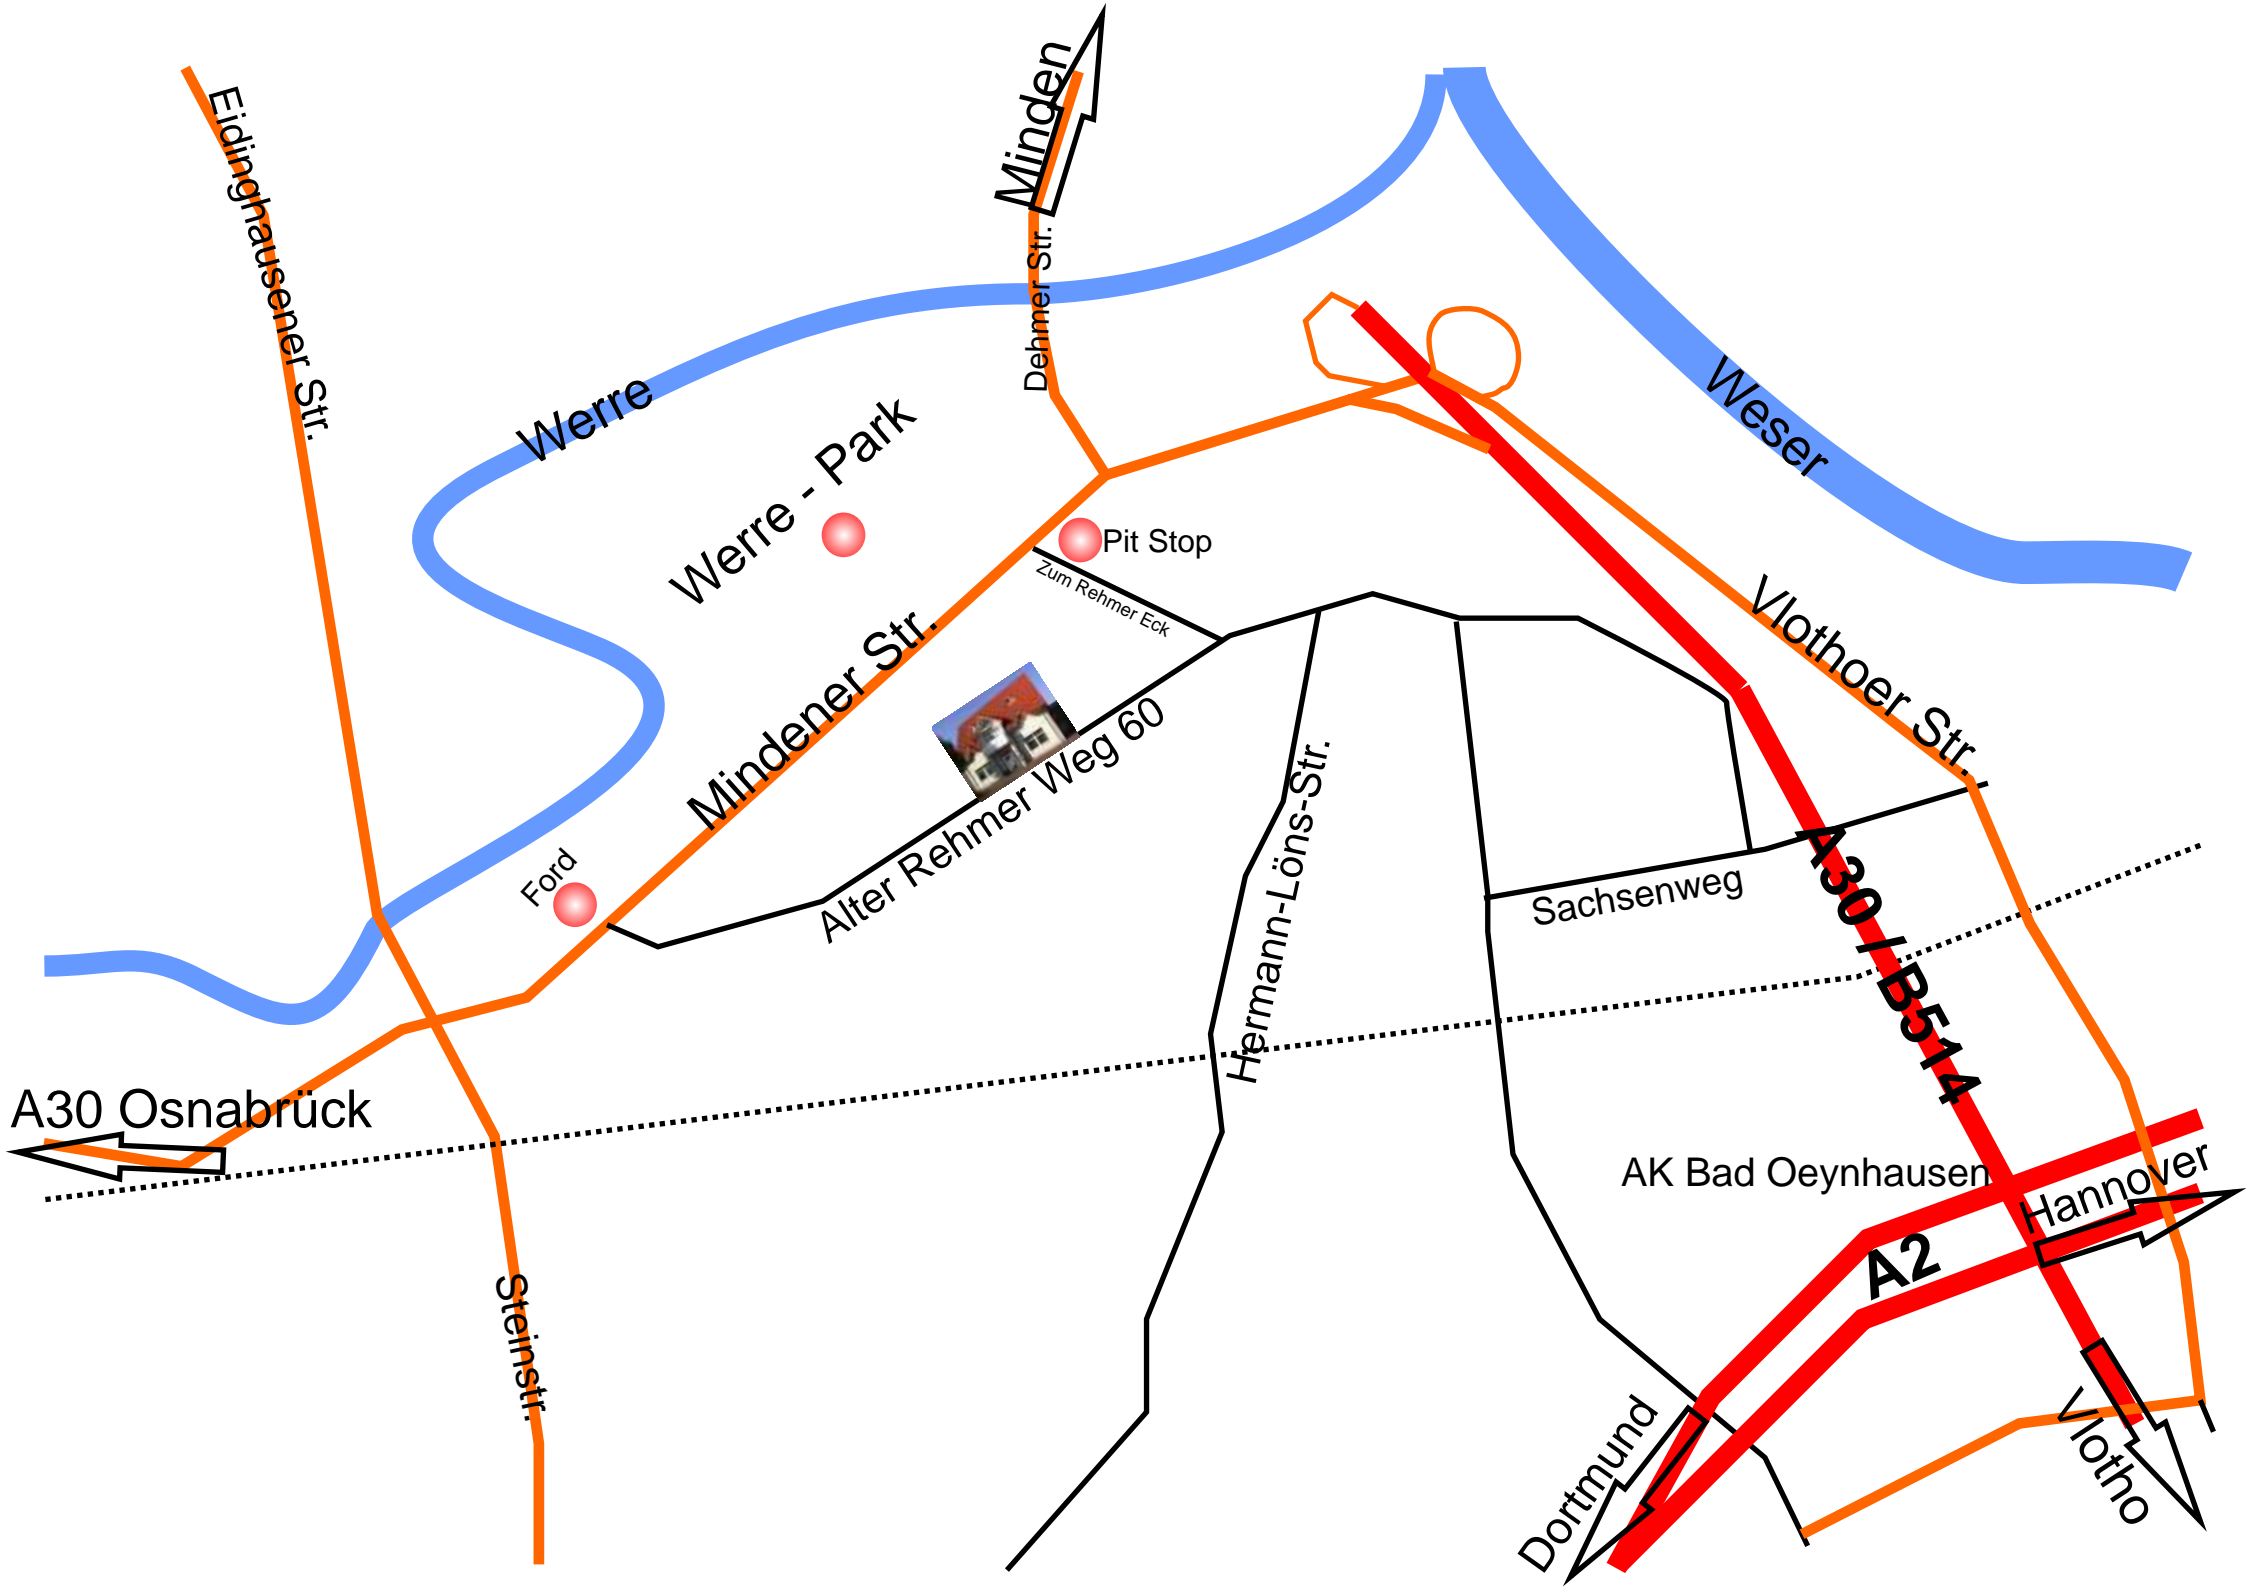 Minden
Eidinghausener Str.
Dehmer Str.
Werre
Werre - Park
Weser
Pit Stop
Zum Rehmer Eck
Vlothoer Str.
Mindener Str.
Alter Rehmer Weg 60
Hermann-Löns-Str.
Ford
Sachsenweg
A30 / B514
A30 Osnabrück
AK Bad Oeynhausen
Hannover
A2
Steinstr.
Dortmund
Vlotho